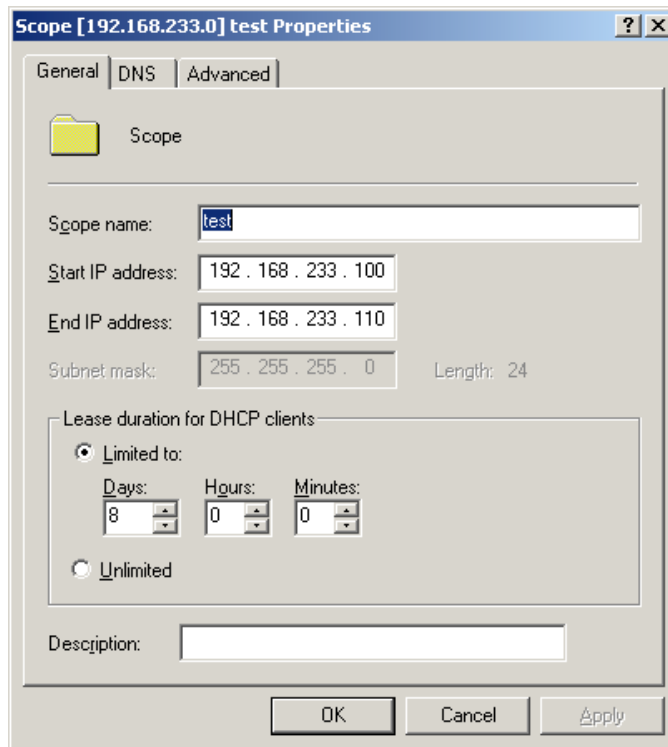 Scope [192.168.233.0] test Properties ? X
General DNS Advanced
Scope
Scope name: test
Start IP address: 192 . 168 . 233 . 100
End IP address: 192 . 168 . 233 . 110
Subnet mask: 255 . 255 . 255 . 0 Length: 24
Lease duration for DHCP clients
Limited to:
Days: Hours: Minutes:
8 0 0
Unlimited
Description:
OK Cancel Apply